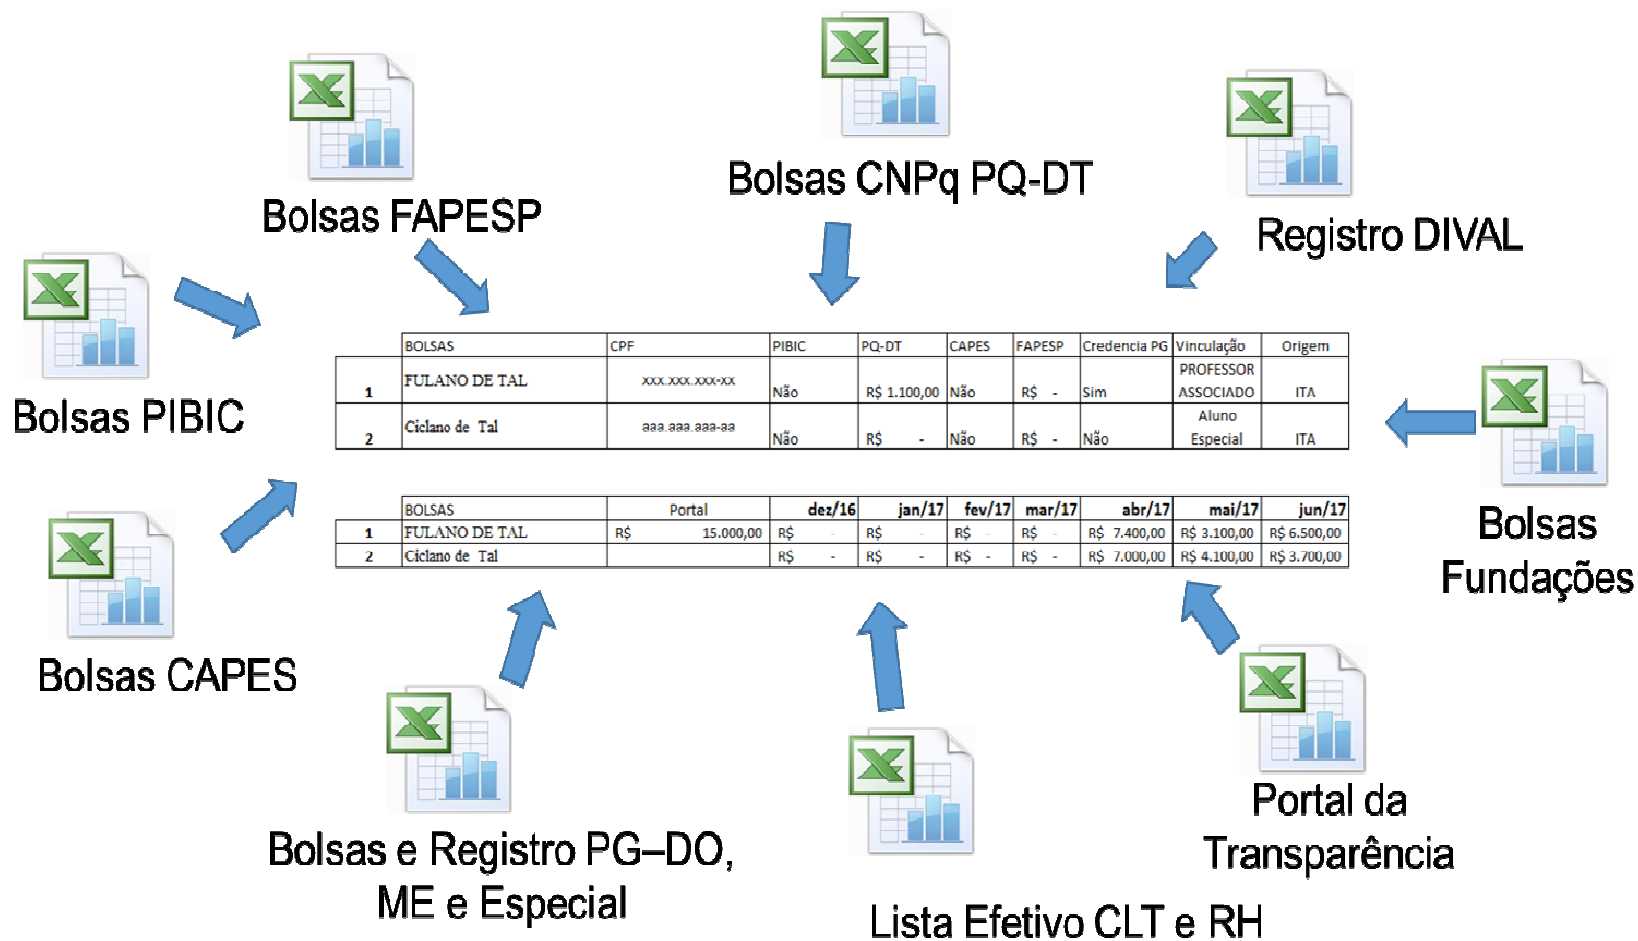 Bolsas CNPq PQ-DT
Bolsas FAPESP
Registro DIVAL
Bolsas PIBIC
BOLSAS CPF PIBIC PQ-DT CAPES FAPESP Credencia PG Vinculação Origem
1 FULANO DE TAL xxx.xxx.xxx-xx Não R$ 1.100,00 Não R$ - Sim PROFESSOR ASSOCIADO ITA
2 Ciclano de Tal aaa.aaa.aaa-aa Não R$ - Não R$ - Não Aluno Especial ITA
BOLSAS Portal dez/16 jan/17 fev/17 mar/17 abr/17 mai/17 jun/17
1 FULANO DE TAL R$ 15.000,00 R$ - R$ - R$ - R$ - R$ 7.400,00 R$ 3.100,00 R$ 6.500,00
2 Ciclano de Tal R$ - R$ - R$ - R$ - R$ 7.000,00 R$ 4.100,00 R$ 3.700,00
Bolsas
Fundações
Bolsas CAPES
Bolsas e Registro PG–DO,
ME e Especial
Portal da
Transparência
Lista Efetivo CLT e RH